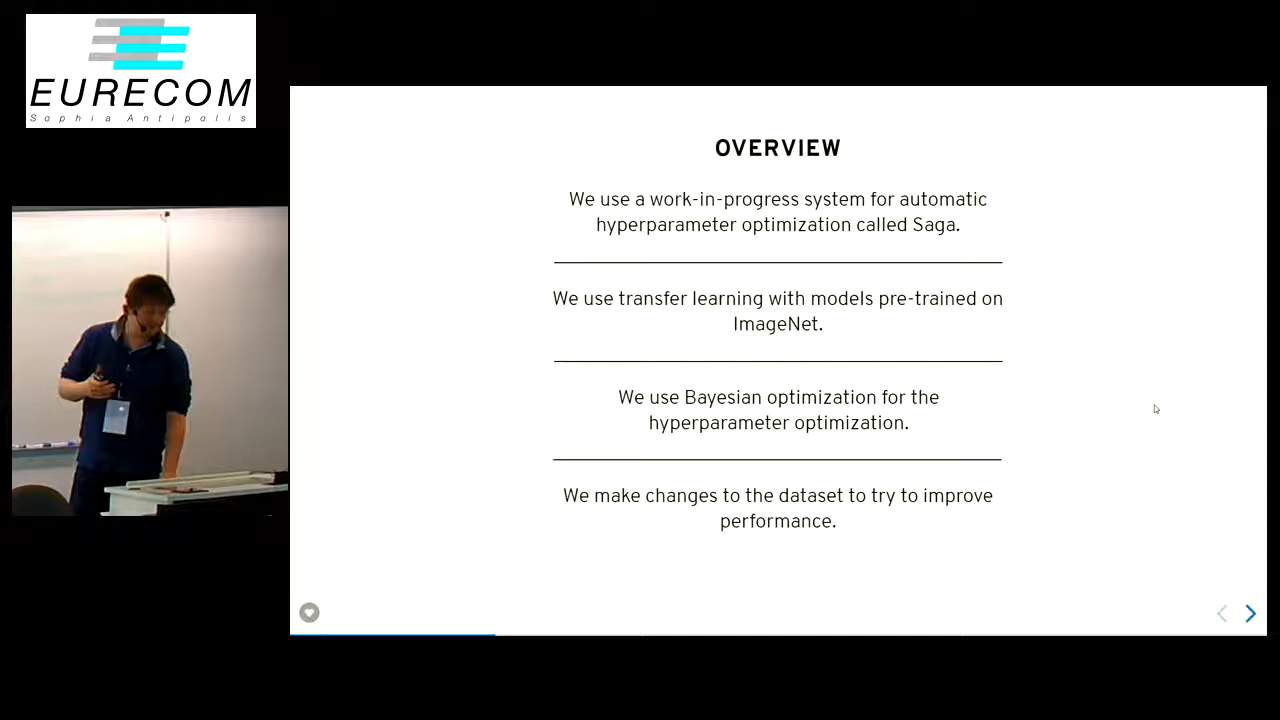 EURECOM
Sophia Antipolis
OVERVIEW
We use a work-in-progress system for automatic
hyperparameter optimization called Saga.
We use transfer learning with models pre-trained on
ImageNet.
We use Bayesian optimization for the
hyperparameter optimization.
We make changes to the dataset to try to improve
performance.